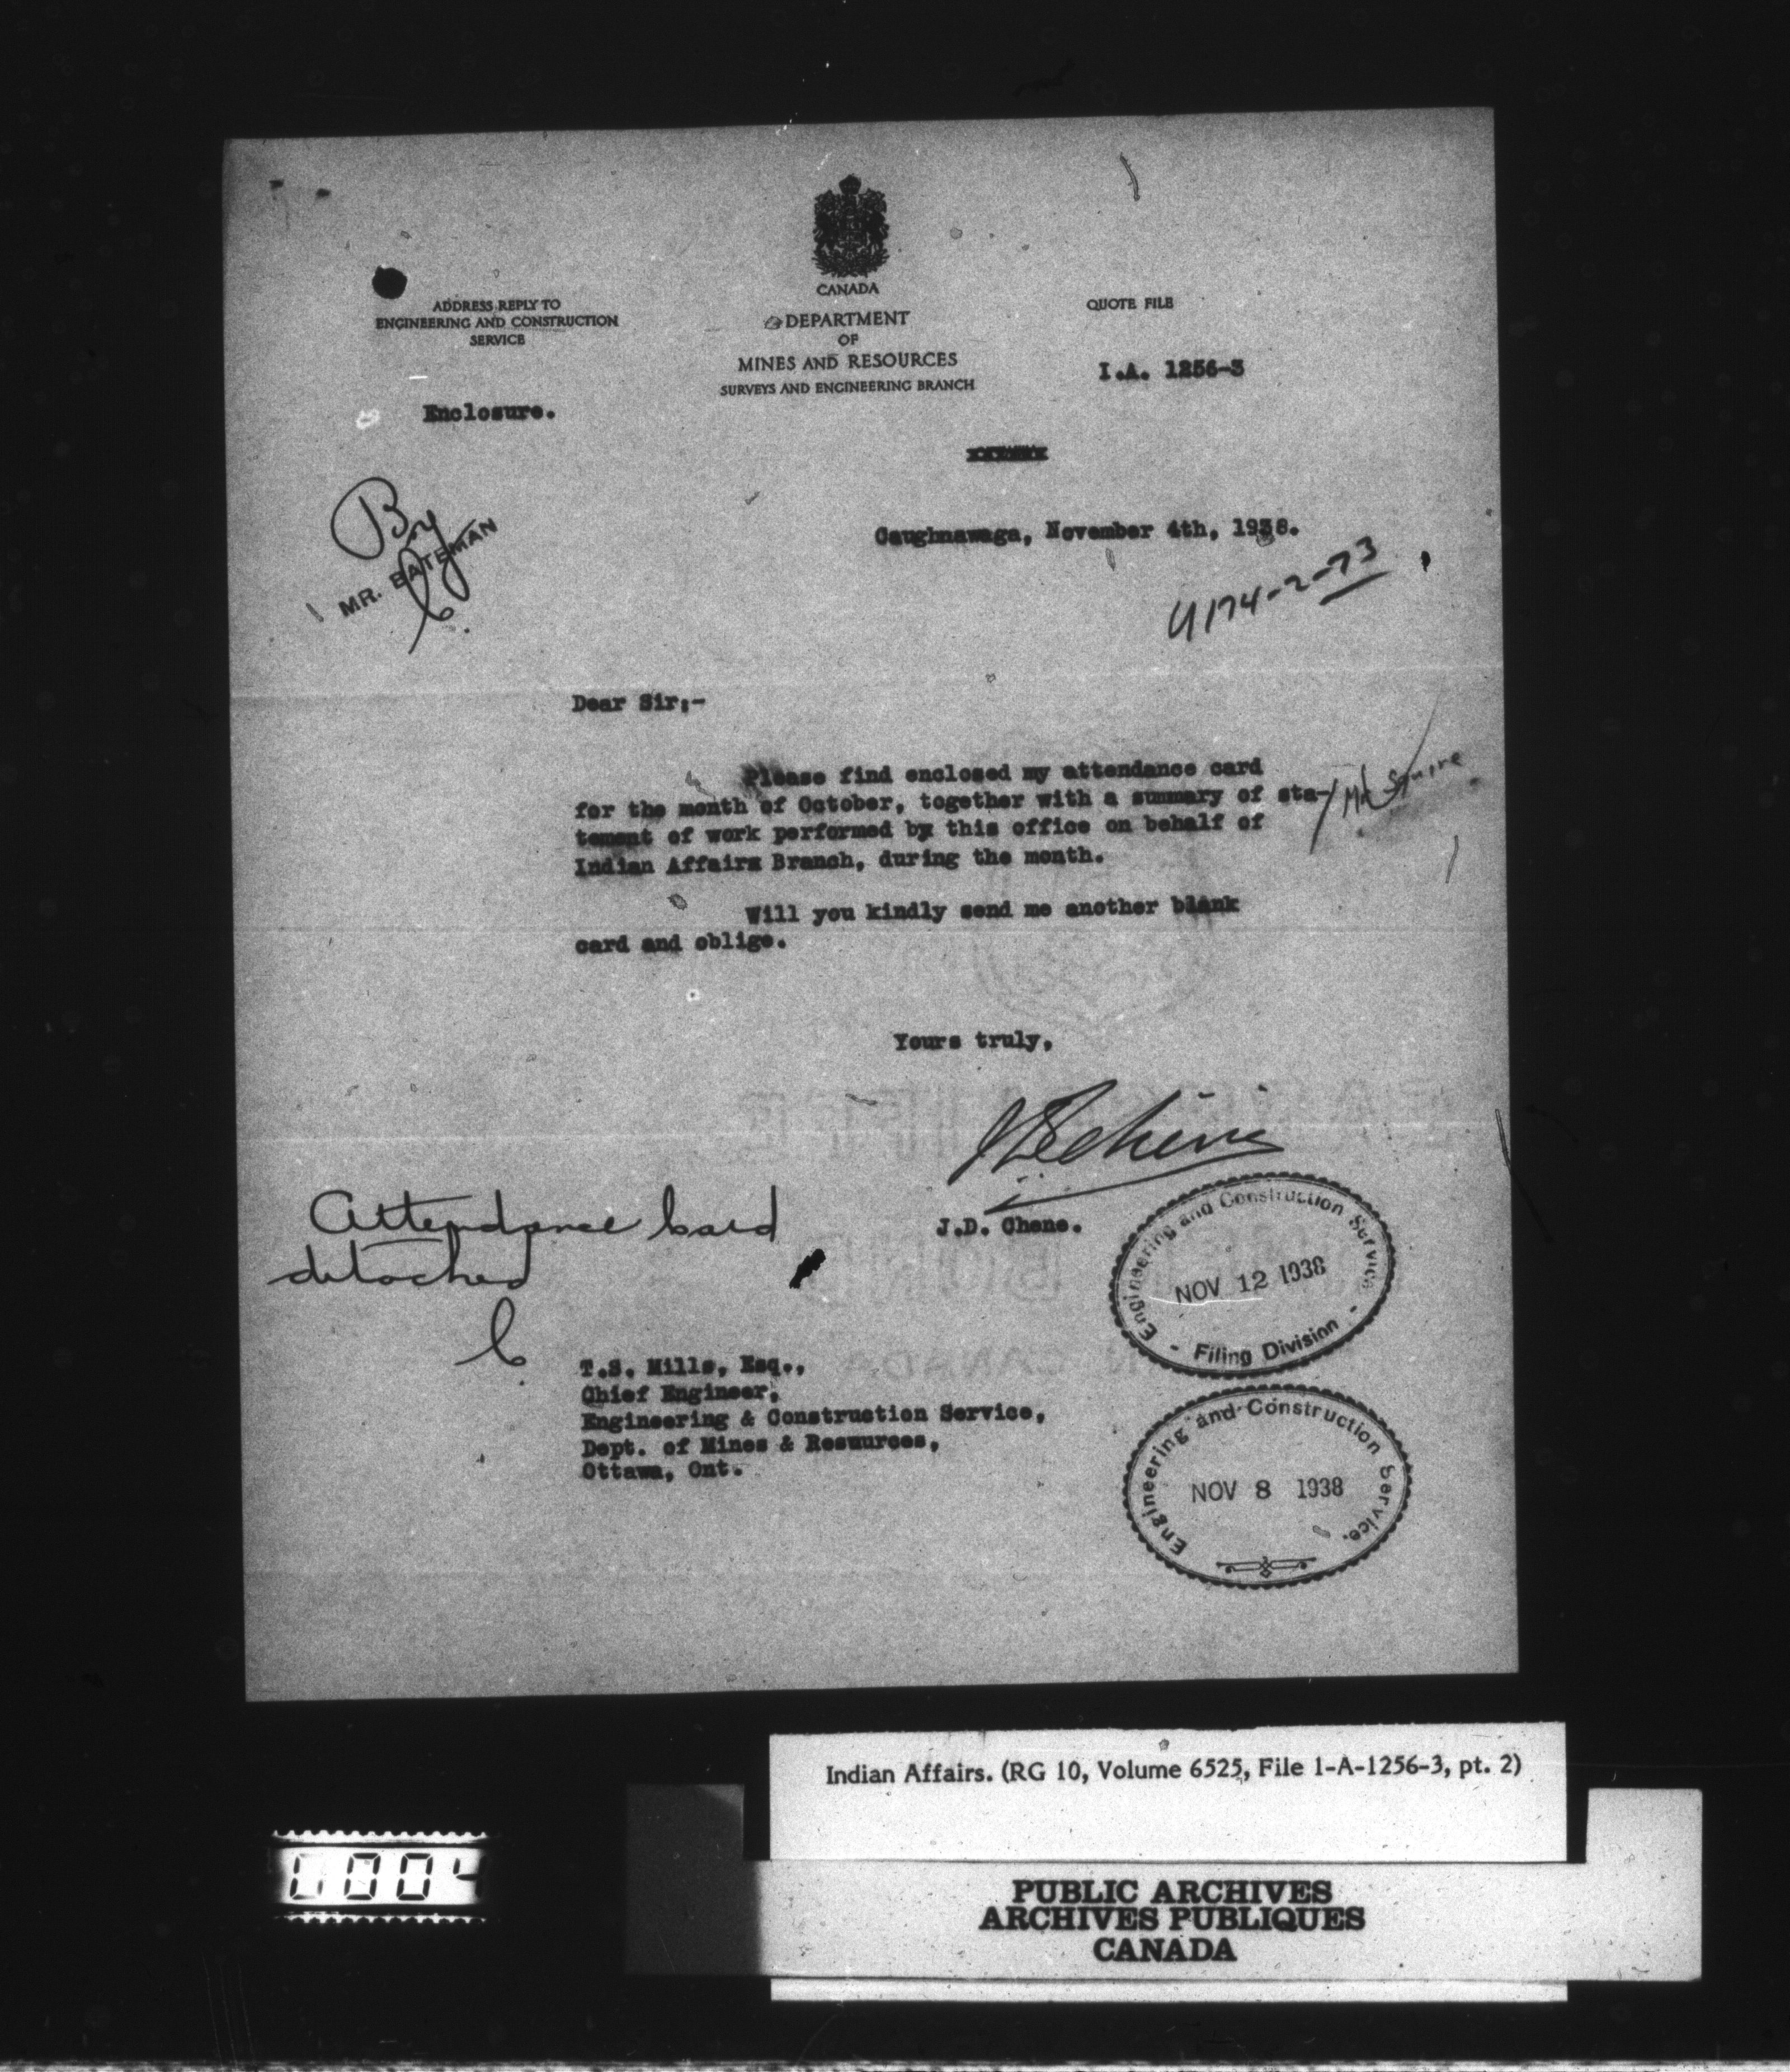 CANADA
ADDRESS REPLY TO
ENGINEERING AND CONSTRUCTION
SERVICE
DEPARTMENT
OF
MINES AND RESOURCES
SURVEYS AND ENGINEERING BRANCH
QUOTE FILE
I.A. 1256-3
Enclosure.
By
MR. BATEMAN
Caughnawaga, November 4th, 1938.
4174-2-73
Dear Sir:-
Please find enclosed my attendance card
for the month of October, together with a summary of sta-
tement of work performed by this office on behalf of
Indian Affairs Branch, during the month.
Mr Squire
Will you kindly send me another blank
card and oblige.
Yours truly,
J.D. Chene.
Attendance Card
detached
C
Engineering and Construction Service
NOV 12 1938
- Filing Division -
T.S. Mills, Esq.,
Chief Engineer,
Engineering & Construction Service,
Dept. of Mines & Resources,
Ottawa, Ont.
Engineering and Construction Service.
NOV 8 1938
Indian Affairs. (RG 10, Volume 6525, File 1-A-1256-3, pt. 2)
PUBLIC ARCHIVES
ARCHIVES PUBLIQUES
CANADA